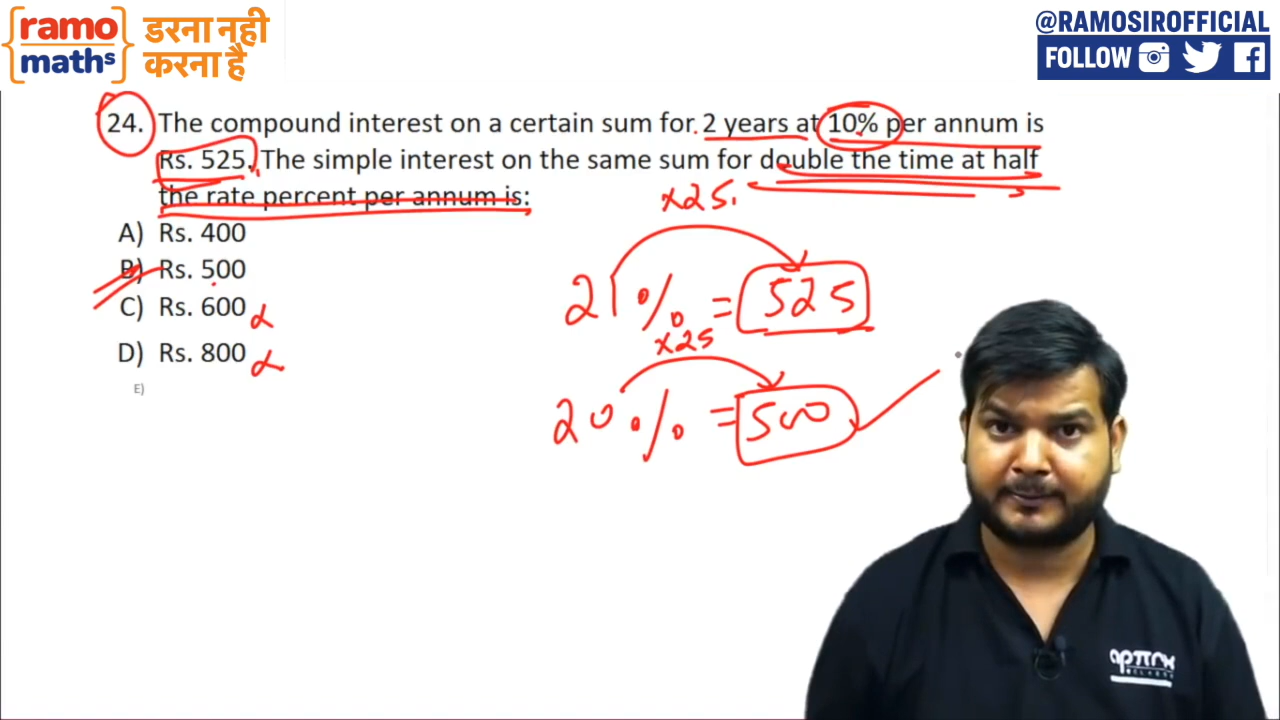 ramo
maths
डरना नही
करना है
@RAMOSIROFFICIAL
FOLLOW
24. The compound interest on a certain sum for 2 years at 10% per annum is
Rs. 525. The simple interest on the same sum for double the time at half
the rate percent per annum is:
A) Rs. 400
B) Rs. 500
C) Rs. 600
D) Rs. 800
E)
×25
21% = 525
×25
20% = 500
apttrix
CLASSES